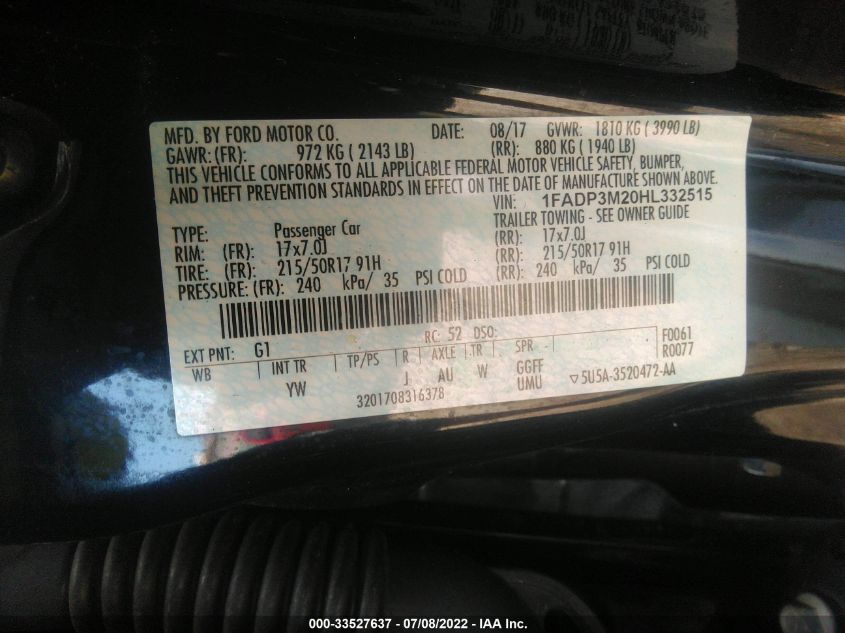 MFD. BY FORD MOTOR CO. DATE: 08/17 GVWR: 1810 KG ( 3990 LB)
GAWR: (FR): 972 KG ( 2143 LB) (RR): 880 KG ( 1940 LB)
THIS VEHICLE CONFORMS TO ALL APPLICABLE FEDERAL MOTOR VEHICLE SAFETY, BUMPER,
AND THEFT PREVENTION STANDARDS IN EFFECT ON THE DATE OF MANUFACTURE SHOWN ABOVE.
VIN: 1FADP3M20HL332515
TRAILER TOWING - SEE OWNER GUIDE
TYPE: Passenger Car
RIM: (FR): 17x7.0J (RR): 17x7.0J
TIRE: (FR): 215/50R17 91H (RR): 215/50R17 91H
PRESSURE: (FR): 240 kPa/ 35 PSI COLD (RR): 240 kPa/ 35 PSI COLD
EXT PNT: G1 RC: 52 DSO: F0061
WB INT TR TP/PS R AXLE TR SPR R0077
YW J AU W GGFF
UMU
3201708316378 ▽5U5A-3520472-AA
000-33527637 - 07/08/2022 - IAA Inc.